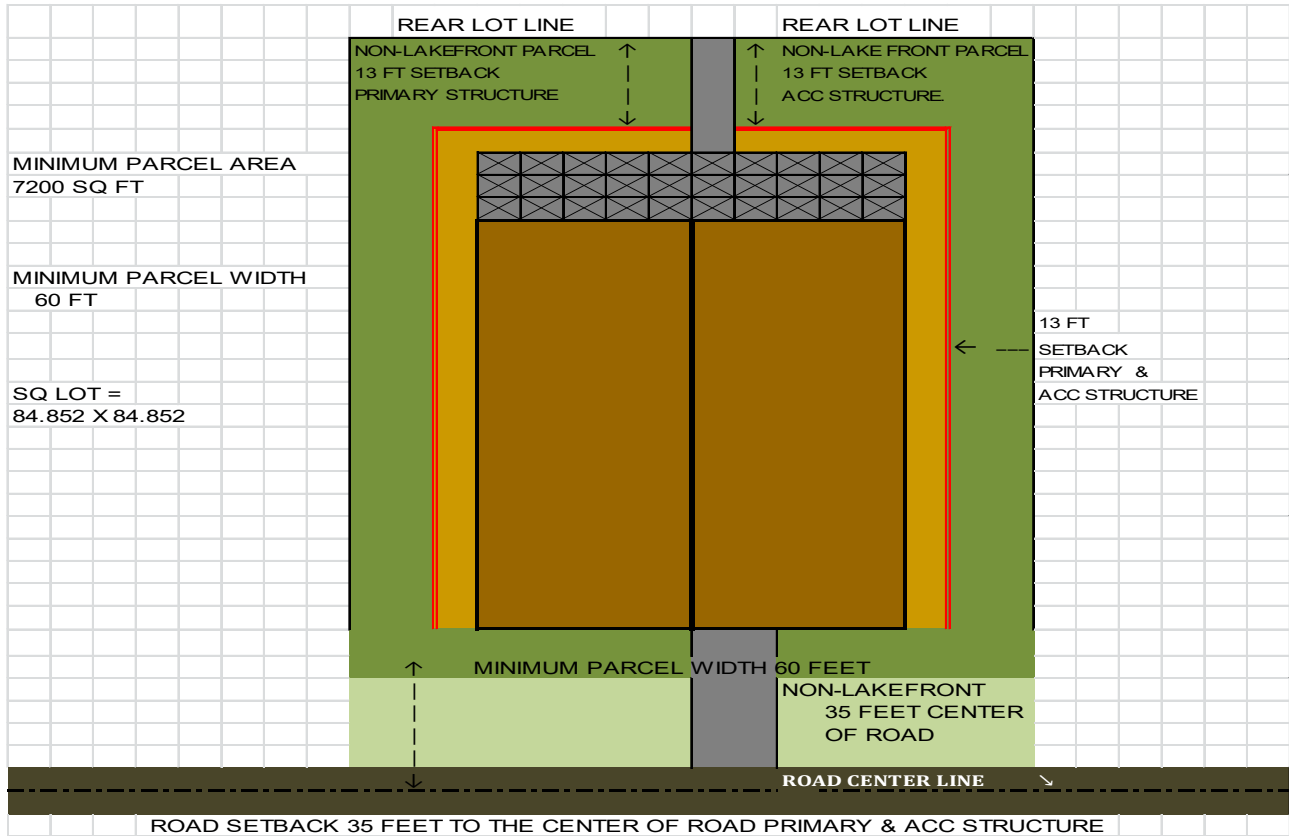 REAR LOT LINE
REAR LOT LINE
NON-LAKEFRONT PARCEL
13 FT SETBACK
PRIMARY STRUCTURE
NON-LAKE FRONT PARCEL
13 FT SETBACK
ACC STRUCTURE.
MINIMUM PARCEL AREA
7200 SQ FT
MINIMUM PARCEL WIDTH
60 FT
SQ LOT =
84.852 X 84.852
13 FT
SETBACK
PRIMARY &
ACC STRUCTURE
MINIMUM PARCEL WIDTH 60 FEET
NON-LAKEFRONT
35 FEET CENTER
OF ROAD
ROAD CENTER LINE
ROAD SETBACK 35 FEET TO THE CENTER OF ROAD PRIMARY & ACC STRUCTURE